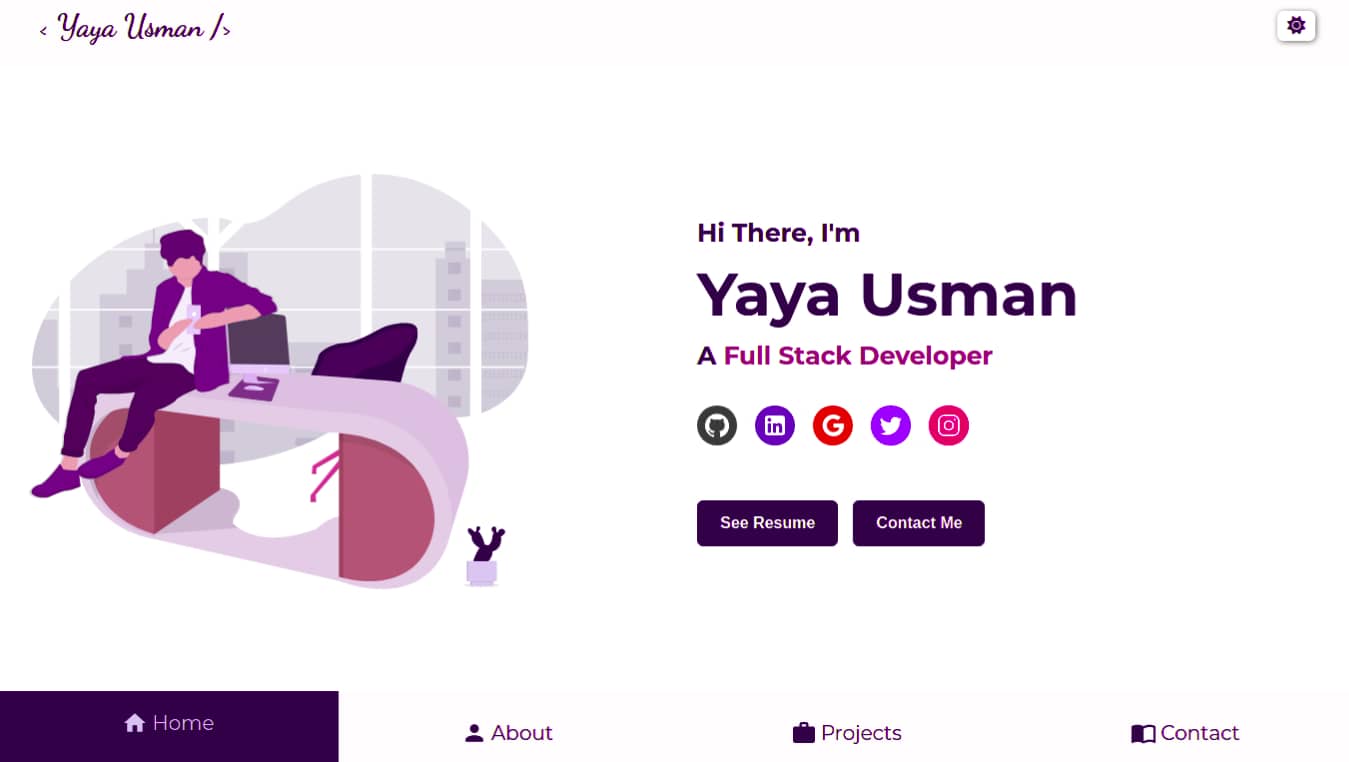 < Yaya Usman />
Hi There, I'm
Yaya Usman
A Full Stack Developer
See Resume
Contact Me
Home
About
Projects
Contact